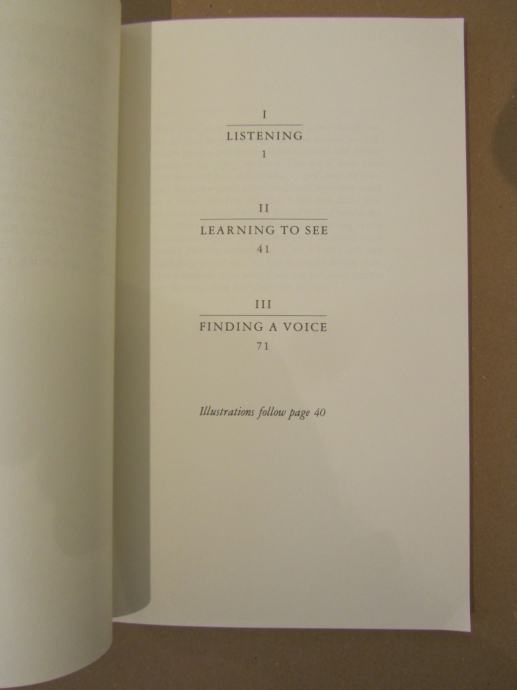 I
LISTENING
1
II
LEARNING TO SEE
41
III
FINDING A VOICE
71
Illustrations follow page 40